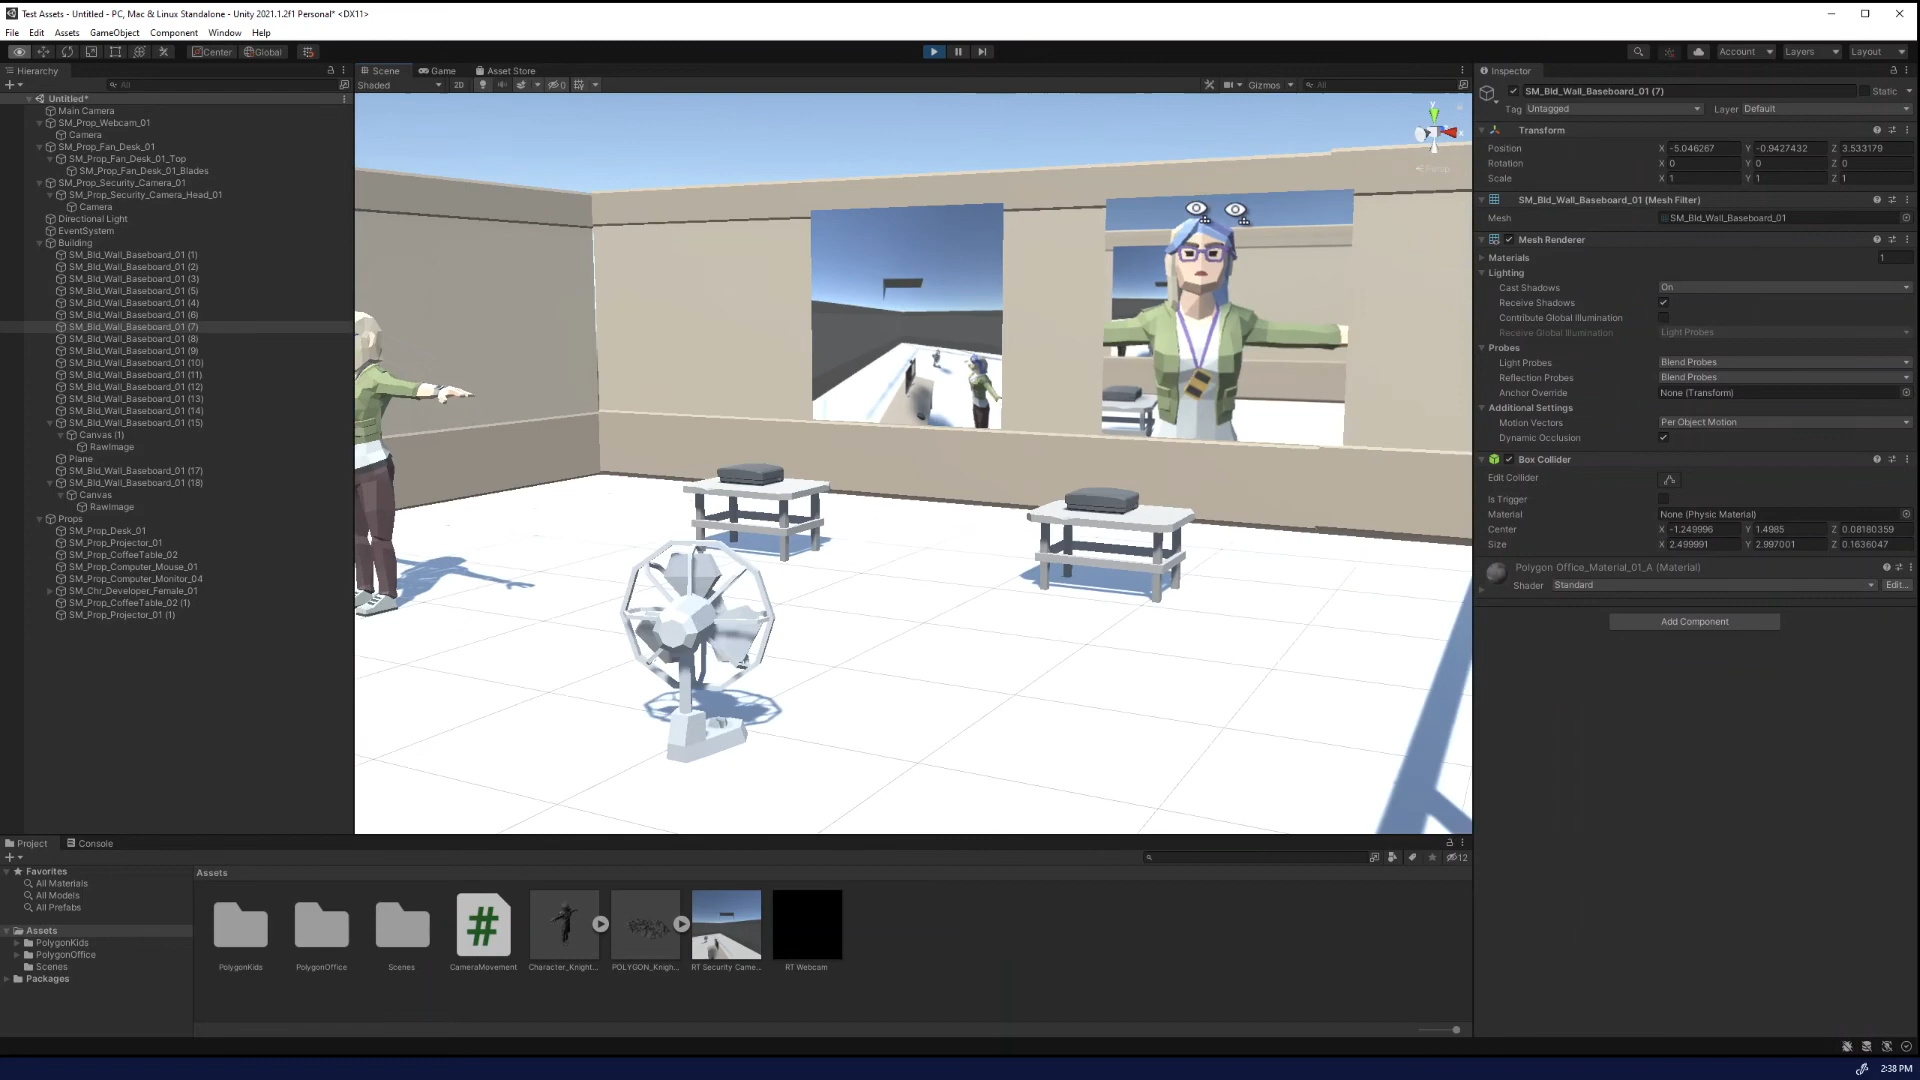 Test Assets - Untitled - PC, Mac & Linux Standalone - Unity 2021.1.2f1 Personal* <DX11>
File Edit Assets GameObject Component Window Help
Center Global
Account Layers Layout
Hierarchy
All
Untitled*
Main Camera
SM_Prop_Webcam_01
Camera
SM_Prop_Fan_Desk_01
SM_Prop_Fan_Desk_01_Top
SM_Prop_Fan_Desk_01_Blades
SM_Prop_Security_Camera_01
SM_Prop_Security_Camera_Head_01
Camera
Directional Light
EventSystem
Building
SM_Bld_Wall_Baseboard_01 (1)
SM_Bld_Wall_Baseboard_01 (2)
SM_Bld_Wall_Baseboard_01 (3)
SM_Bld_Wall_Baseboard_01 (5)
SM_Bld_Wall_Baseboard_01 (4)
SM_Bld_Wall_Baseboard_01 (6)
SM_Bld_Wall_Baseboard_01 (7)
SM_Bld_Wall_Baseboard_01 (8)
SM_Bld_Wall_Baseboard_01 (9)
SM_Bld_Wall_Baseboard_01 (10)
SM_Bld_Wall_Baseboard_01 (11)
SM_Bld_Wall_Baseboard_01 (12)
SM_Bld_Wall_Baseboard_01 (13)
SM_Bld_Wall_Baseboard_01 (14)
SM_Bld_Wall_Baseboard_01 (15)
Canvas (1)
RawImage
Plane
SM_Bld_Wall_Baseboard_01 (17)
SM_Bld_Wall_Baseboard_01 (18)
Canvas
RawImage
Props
SM_Prop_Desk_01
SM_Prop_Projector_01
SM_Prop_CoffeeTable_02
SM_Prop_Computer_Mouse_01
SM_Prop_Computer_Monitor_04
SM_Chr_Developer_Female_01
SM_Prop_CoffeeTable_02 (1)
SM_Prop_Projector_01 (1)
Scene Game Asset Store
Shaded 2D 0 Gizmos All
y
x
Persp
Inspector
SM_Bld_Wall_Baseboard_01 (7) Static
Tag Untagged Layer Default
Transform
Position X -5.046267 Y -0.9427432 Z 3.533179
Rotation X 0 Y 0 Z 0
Scale X 1 Y 1 Z 1
SM_Bld_Wall_Baseboard_01 (Mesh Filter)
Mesh SM_Bld_Wall_Baseboard_01
Mesh Renderer
Materials 1
Lighting
Cast Shadows On
Receive Shadows
Contribute Global Illumination
Receive Global Illumination Light Probes
Probes
Light Probes Blend Probes
Reflection Probes Blend Probes
Anchor Override None (Transform)
Additional Settings
Motion Vectors Per Object Motion
Dynamic Occlusion
Box Collider
Edit Collider
Is Trigger
Material None (Physic Material)
Center X -1.249996 Y 1.4985 Z 0.08180359
Size X 2.499991 Y 2.997001 Z 0.1636047
Polygon Office_Material_01_A (Material)
Shader Standard Edit...
Add Component
Project Console
12
Favorites
All Materials
All Models
All Prefabs
Assets
PolygonKids
PolygonOffice
Scenes
Packages
Assets
PolygonKids PolygonOffice Scenes CameraMovement Character_Knight... POLYGON_Knigh... RT Security Came... RT Webcam
2:38 PM